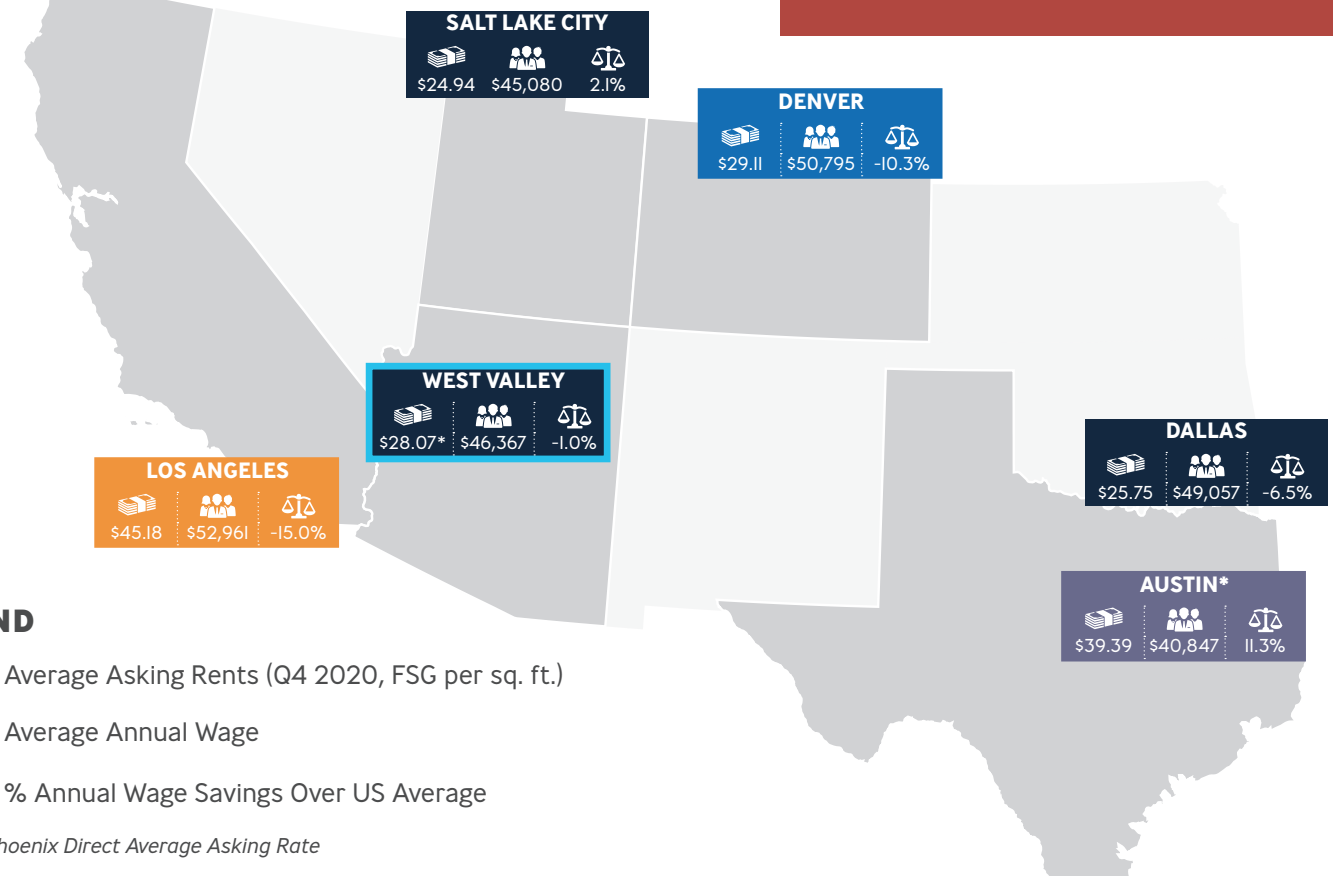 SALT LAKE CITY
$24.94 $45,080 2.1%
DENVER
$29.11 $50,795 -10.3%
WEST VALLEY
$28.07* $46,367 -1.0%
DALLAS
$25.75 $49,057 -6.5%
LOS ANGELES
$45.18 $52,961 -15.0%
AUSTIN*
$39.39 $40,847 11.3%
ND
Average Asking Rents (Q4 2020, FSG per sq. ft.)
Average Annual Wage
% Annual Wage Savings Over US Average
hoenix Direct Average Asking Rate